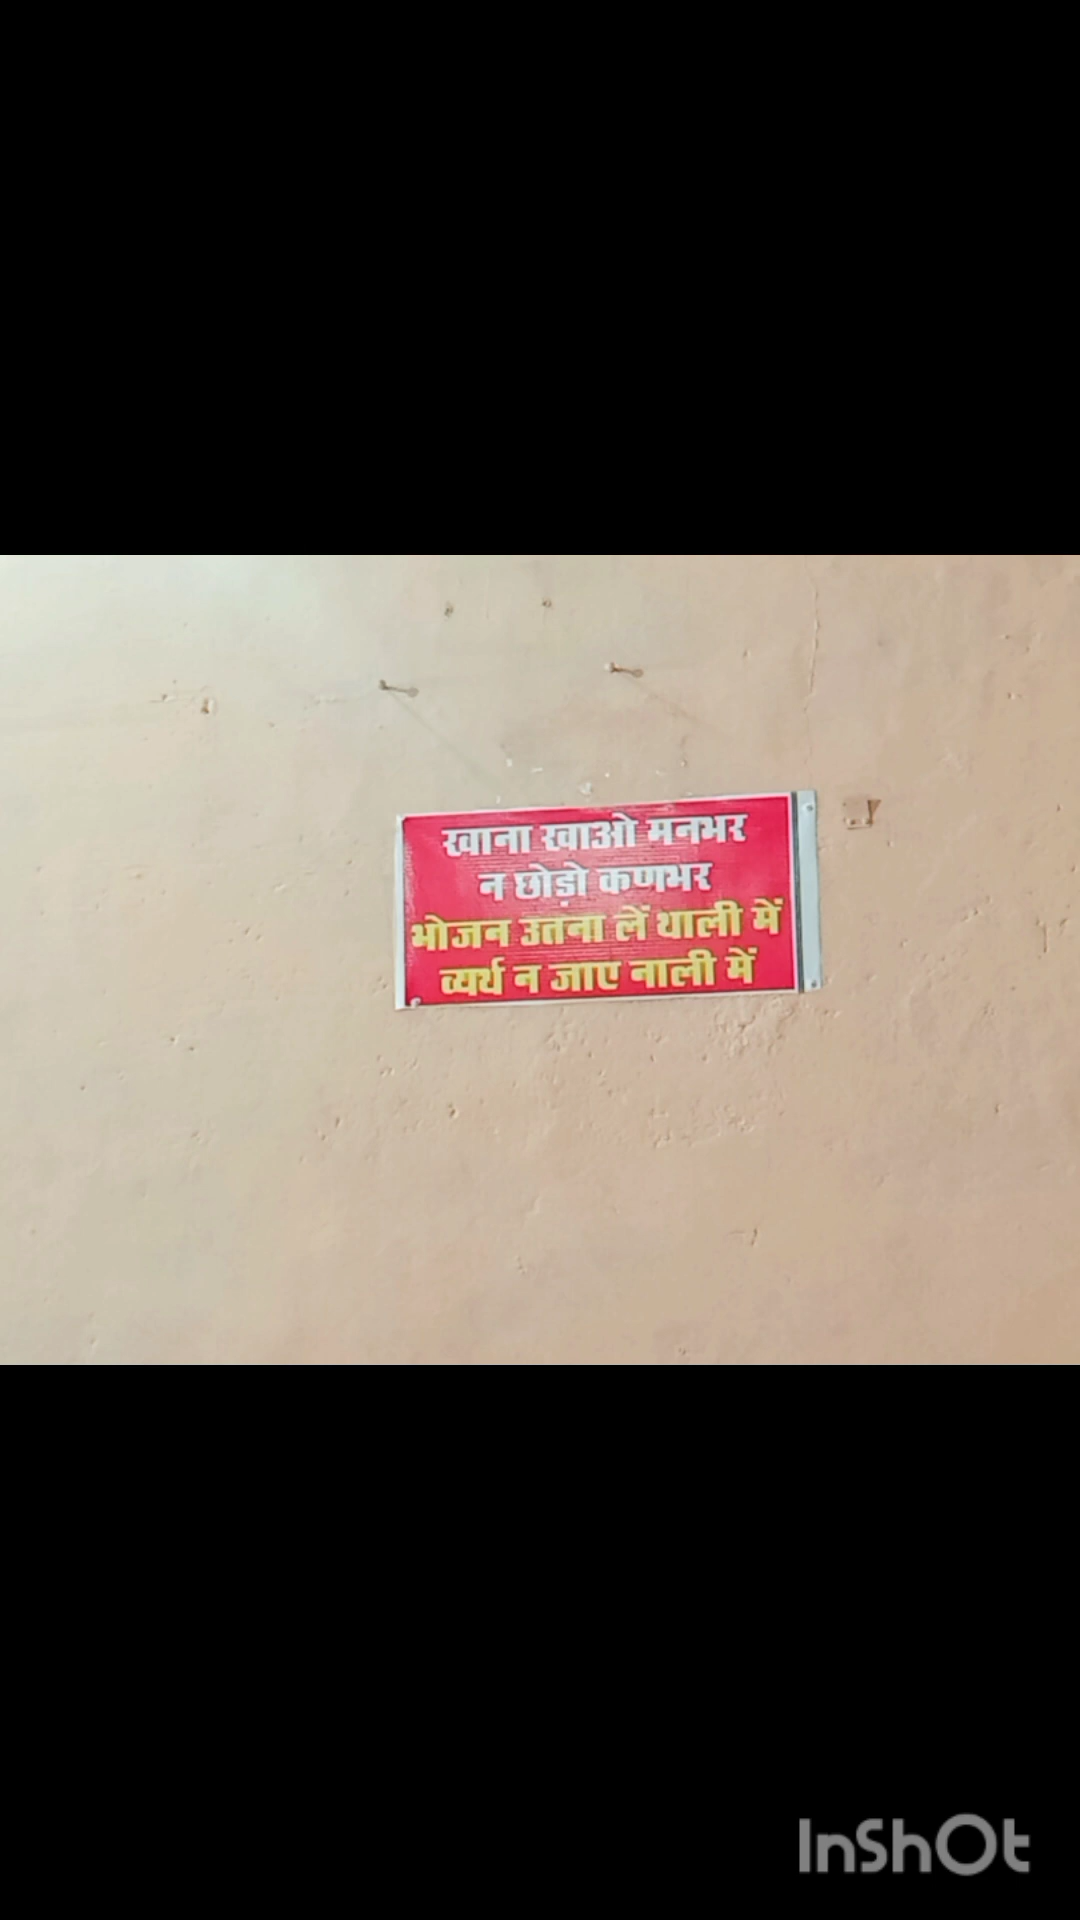 खाना खाओ मनभर
न छोड़ो कणभर
भोजन उतना लें थाली में
व्यर्थ न जाए नाली में
InShOt